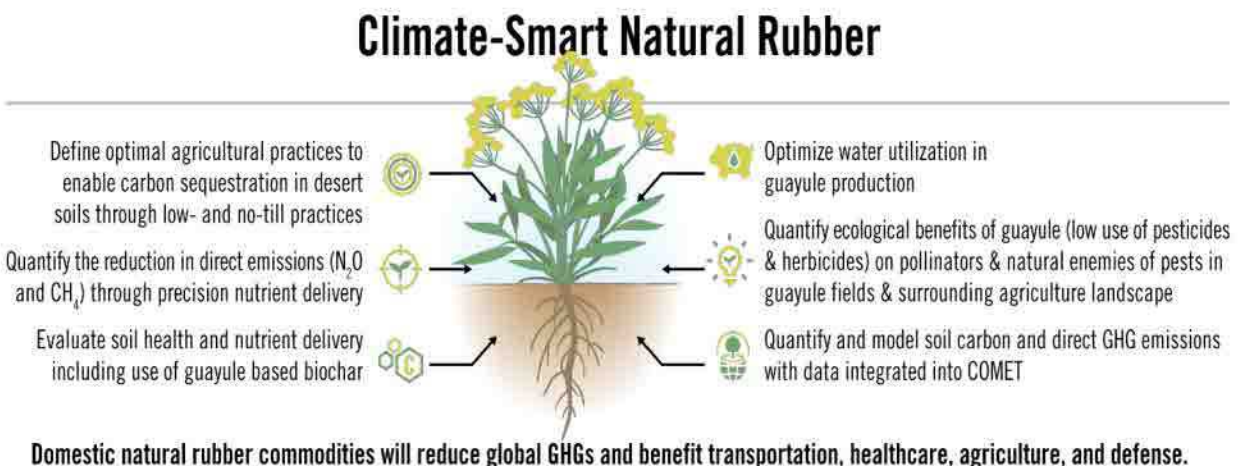 Climate-Smart Natural Rubber
Define optimal agricultural practices to
enable carbon sequestration in desert
soils through low- and no-till practices
Quantify the reduction in direct emissions (N₂O
and CH₄) through precision nutrient delivery
Evaluate soil health and nutrient delivery
including use of guayule based biochar
C
Optimize water utilization in
guayule production
Quantify ecological benefits of guayule (low use of pesticides
& herbicides) on pollinators & natural enemies of pests in
guayule fields & surrounding agriculture landscape
Quantify and model soil carbon and direct GHG emissions
with data integrated into COMET
Domestic natural rubber commodities will reduce global GHGs and benefit transportation, healthcare, agriculture, and defense.